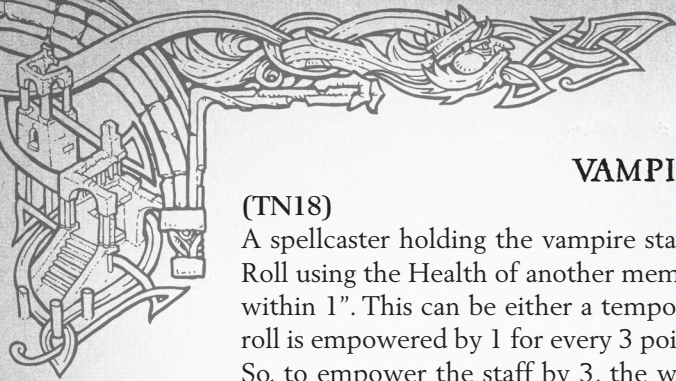 VAMPI
(TN18)
A spellcaster holding the vampire sta
Roll using the Health of another mem
within 1”. This can be either a tempo
roll is empowered by 1 for every 3 poi
So, to empower the staff by 3, the w